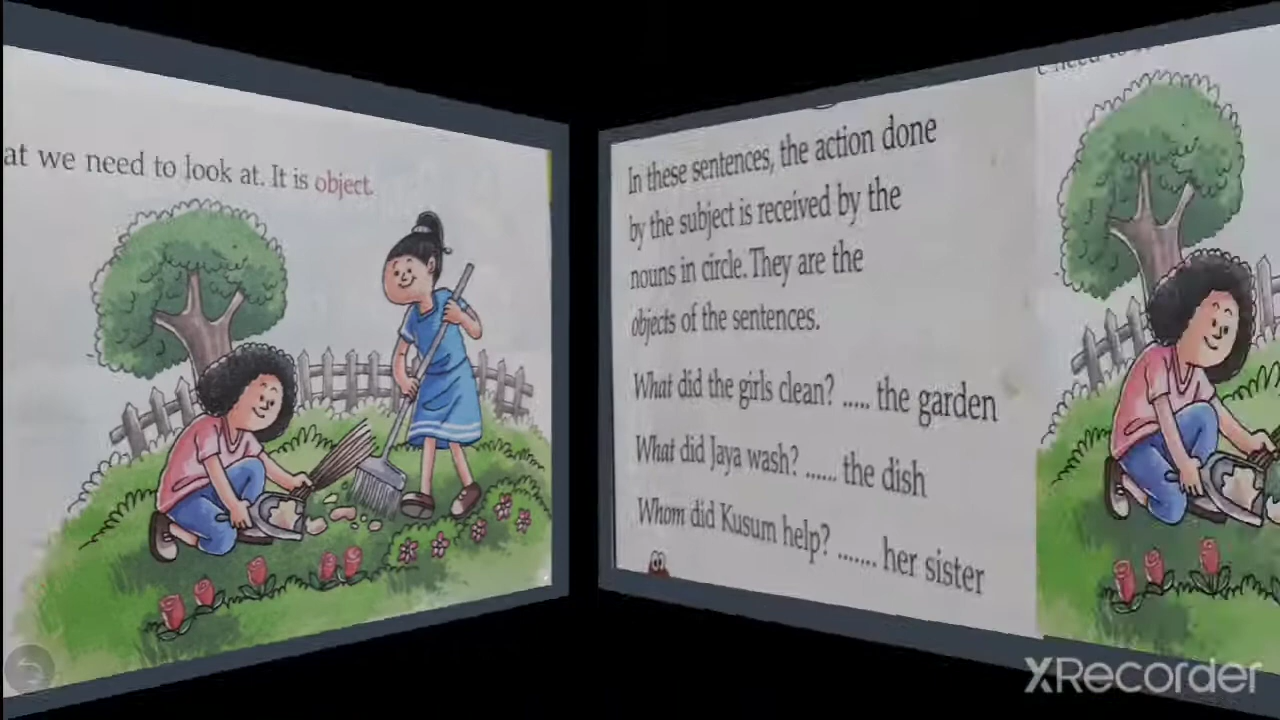 at we need to look at. It is object.
In these sentences, the action done
by the subject is received by the
nouns in circle. They are the
objects of the sentences.
What did the girls clean? ..... the garden
What did Jaya wash? ...... the dish
Whom did Kusum help? ....... her sister
XRecorder